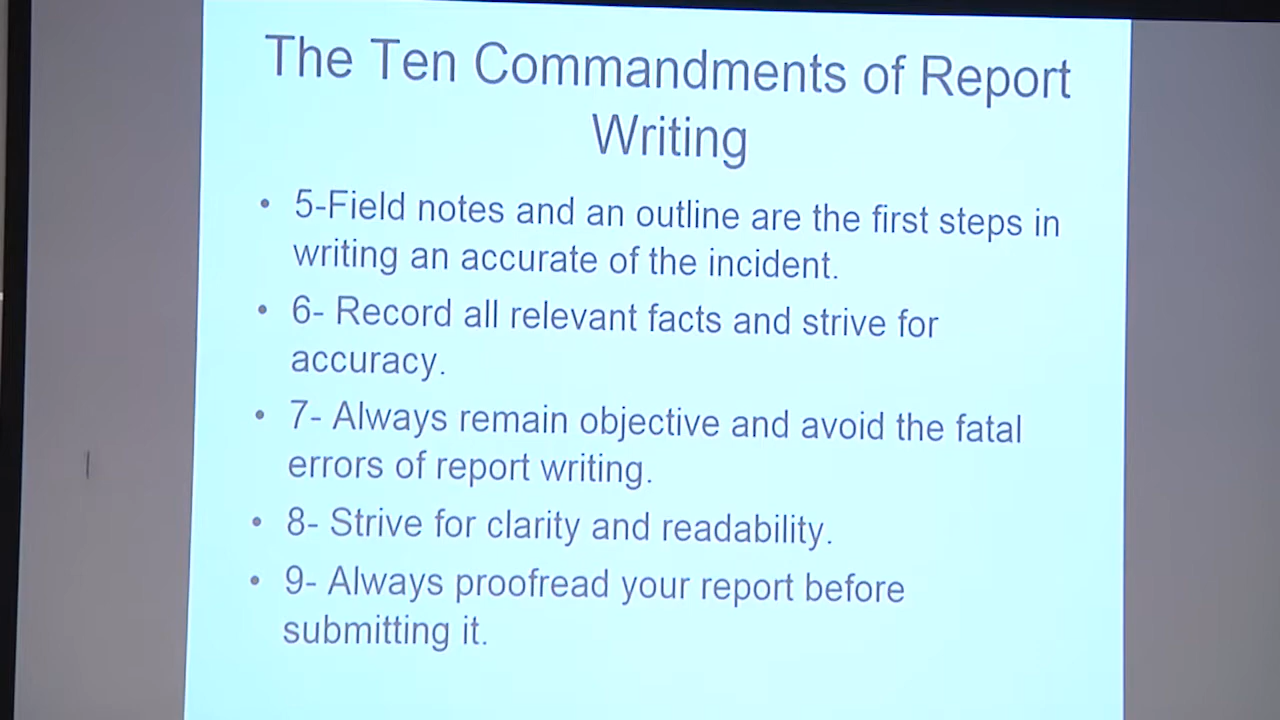 The Ten Commandments of Report
Writing
• 5-Field notes and an outline are the first steps in
writing an accurate of the incident.
• 6- Record all relevant facts and strive for
accuracy.
• 7- Always remain objective and avoid the fatal
errors of report writing.
• 8- Strive for clarity and readability.
• 9- Always proofread your report before
submitting it.